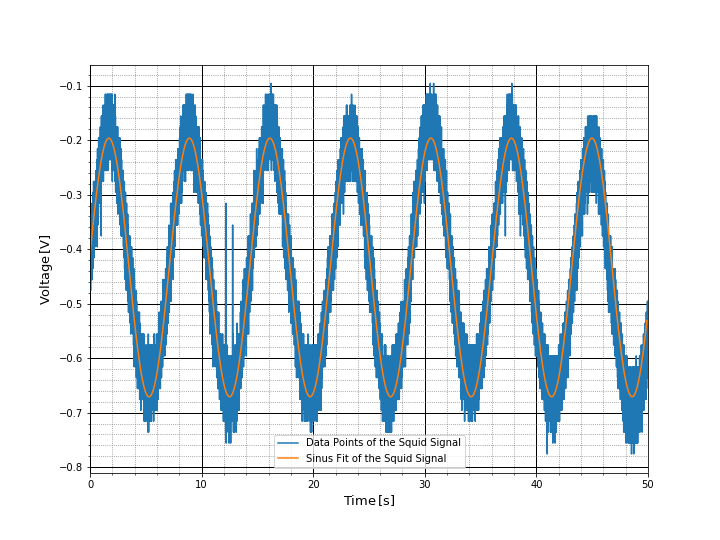 −0.1
−0.2
−0.3
−0.4
−0.5
−0.6
−0.7
−0.8
Voltage [V]
Data Points of the Squid Signal
Sinus Fit of the Squid Signal
0 10 20 30 40 50
Time [s]